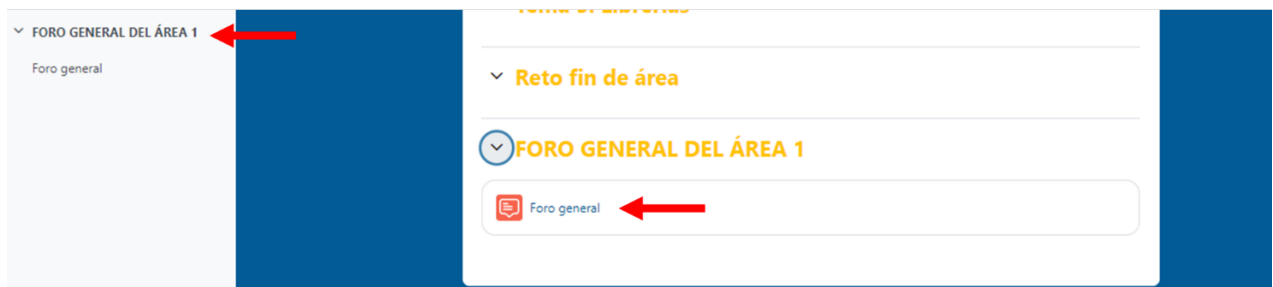 FORO GENERAL DEL ÁREA 1
Foro general
Reto fin de área
FORO GENERAL DEL ÁREA 1
Foro general